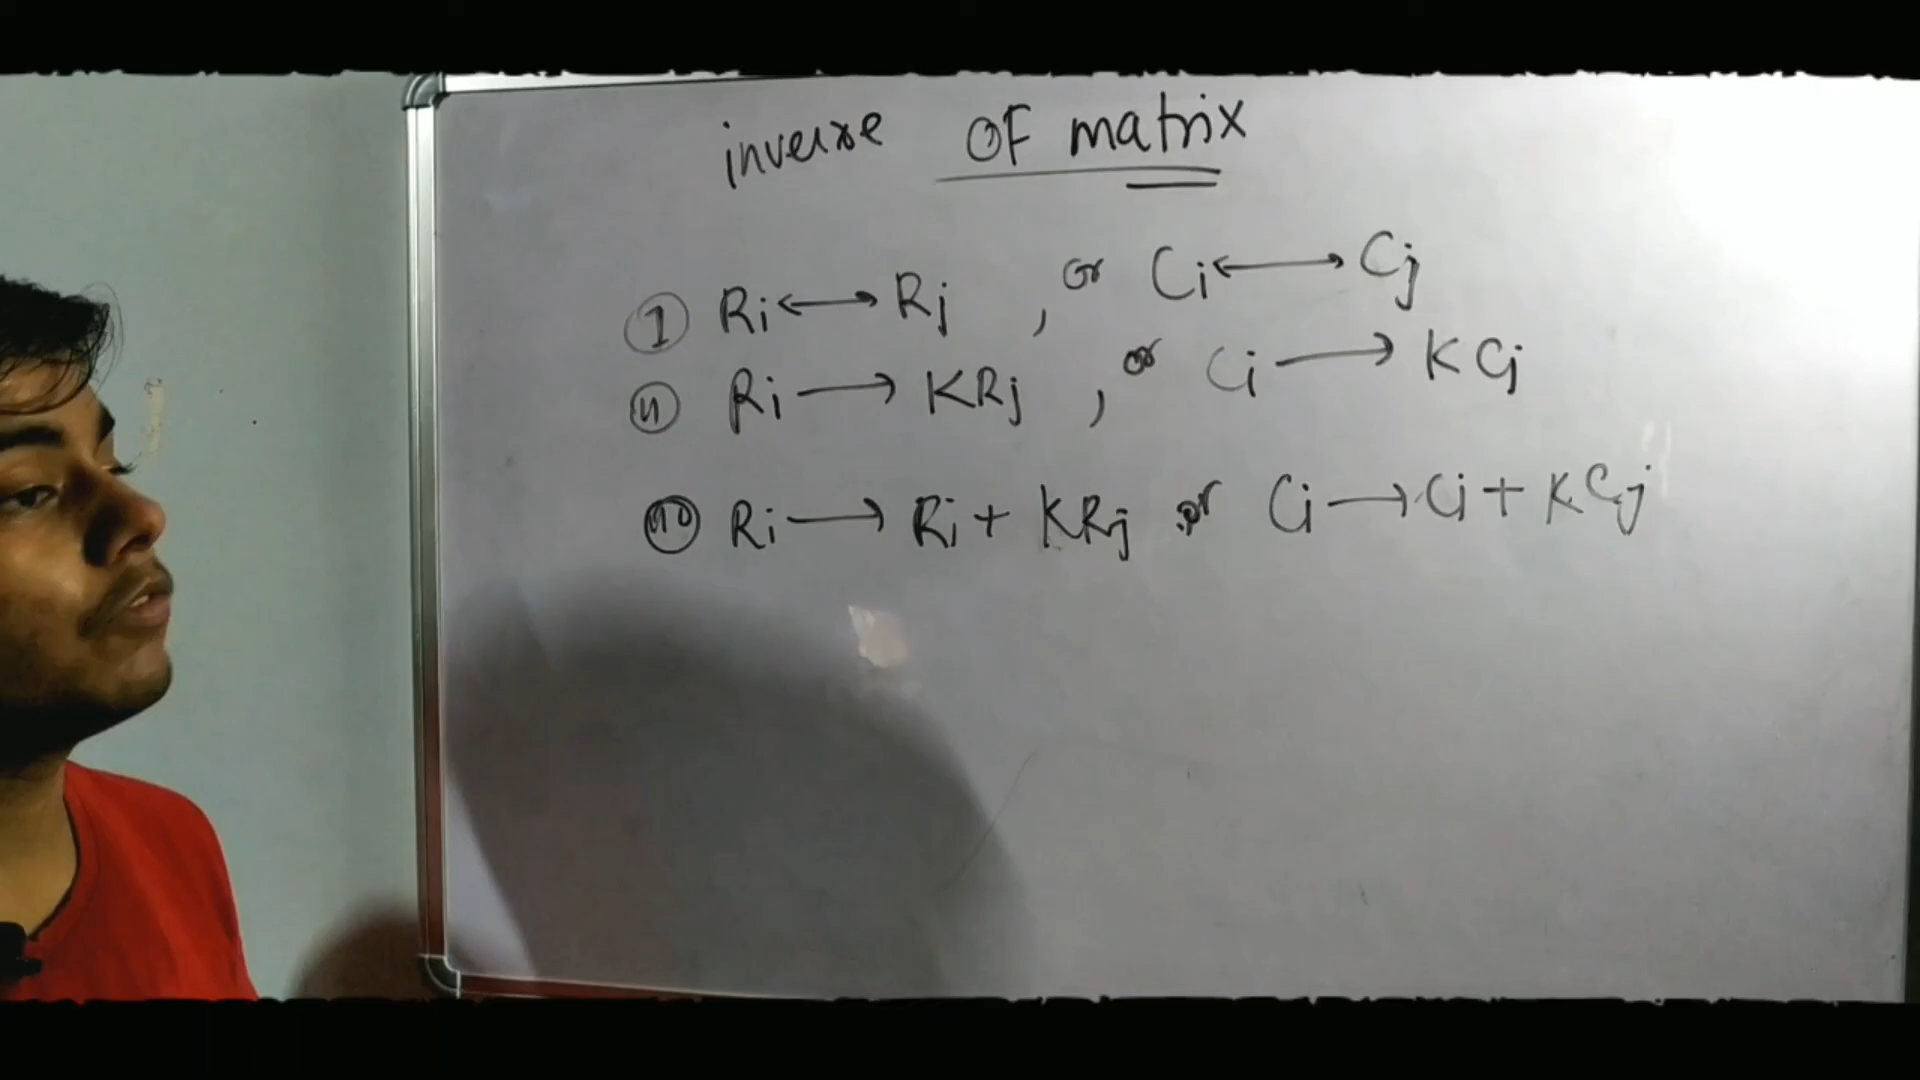 inverse OF matrix
I Ri ⟷ Rj , or Ci ⟷ Cj
II Ri ⟶ KRj , or Ci ⟶ KCj
III Ri ⟶ Ri + KRj or Ci ⟶ Ci + KCj